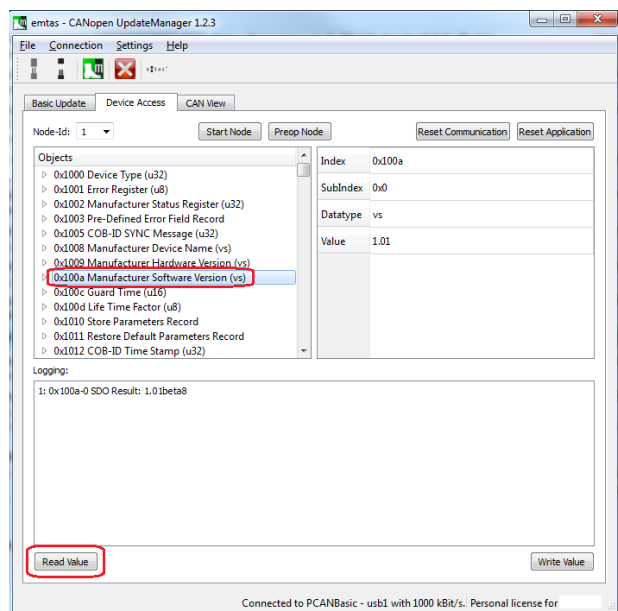 emtas - CANopen UpdateManager 1.2.3
File Connection Settings Help
Basic Update Device Access CAN View
Node-Id: 1 Start Node Preop Node Reset Communication Reset Application
Objects
0x1000 Device Type (u32)
0x1001 Error Register (u8)
0x1002 Manufacturer Status Register (u32)
0x1003 Pre-Defined Error Field Record
0x1005 COB-ID SYNC Message (u32)
0x1008 Manufacturer Device Name (vs)
0x1009 Manufacturer Hardware Version (vs)
0x100a Manufacturer Software Version (vs)
0x100c Guard Time (u16)
0x100d Life Time Factor (u8)
0x1010 Store Parameters Record
0x1011 Restore Default Parameters Record
0x1012 COB-ID Time Stamp (u32)
Index 0x100a
SubIndex 0x0
Datatype vs
Value 1.01
Logging:
1: 0x100a-0 SDO Result: 1.01beta8
Read Value Write Value
Connected to PCANBasic - usb1 with 1000 kBit/s. Personal license for